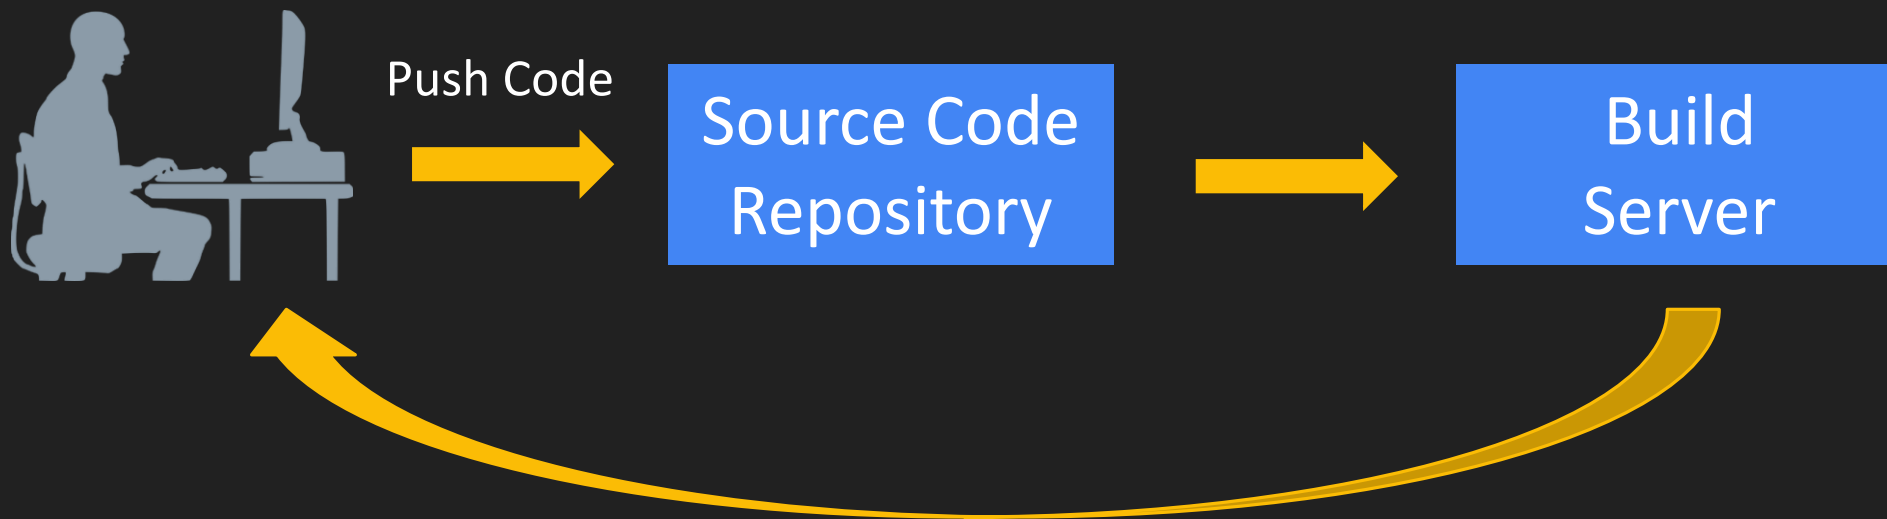 Push Code
Source Code
Repository
Build
Server